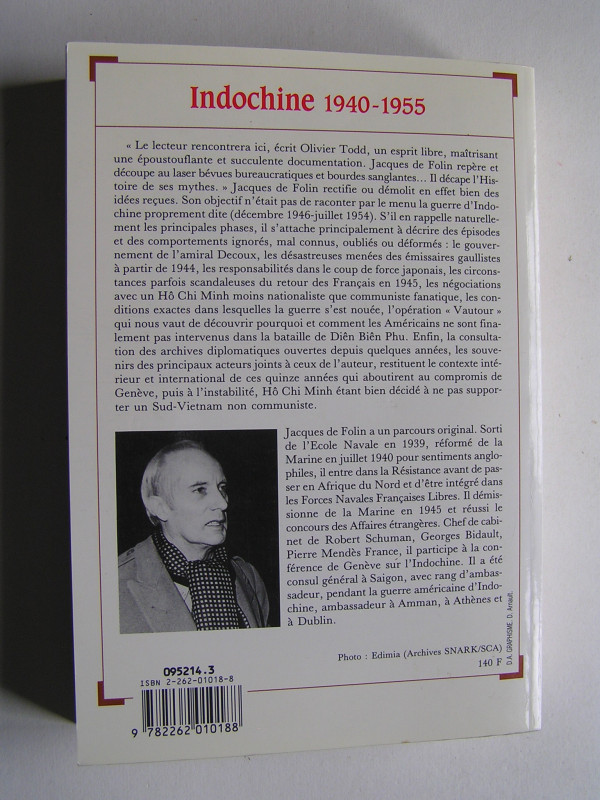 Indochine 1940-1955
« Le lecteur rencontrera ici, écrit Olivier Todd, un esprit libre, maîtrisant
une époustouflante et succulente documentation. Jacques de Folin repère et
découpe au laser bévues bureaucratiques et bourdes sanglantes... Il décape l'His-
toire de ses mythes. » Jacques de Folin rectifie ou démolit en effet bien des
idées reçues. Son objectif n'était pas de raconter par le menu la guerre d'Indo-
chine proprement dite (décembre 1946-juillet 1954). S'il en rappelle naturelle-
ment les principales phases, il s'attache principalement à décrire des épisodes
et des comportements ignorés, mal connus, oubliés ou déformés : le gouver-
nement de l'amiral Decoux, les désastreuses menées des émissaires gaullistes
à partir de 1944, les responsabilités dans le coup de force japonais, les circons-
tances parfois scandaleuses du retour des Français en 1945, les négociations
avec un Hô Chi Minh moins nationaliste que communiste fanatique, les con-
ditions exactes dans lesquelles la guerre s'est nouée, l'opération « Vautour »
qui nous vaut de découvrir pourquoi et comment les Américains ne sont fina-
lement pas intervenus dans la bataille de Diên Biên Phu. Enfin, la consulta-
tion des archives diplomatiques ouvertes depuis quelques années, les souve-
nirs des principaux acteurs joints à ceux de l'auteur, restituent le contexte inté-
rieur et international de ces quinze années qui aboutirent au compromis de
Genève, puis à l'instabilité, Hô Chi Minh étant bien décidé à ne pas suppor-
ter un Sud-Vietnam non communiste.
Jacques de Folin a un parcours original. Sorti
de l'Ecole Navale en 1939, réformé de la
Marine en juillet 1940 pour sentiments anglo-
philes, il entre dans la Résistance avant de pas-
ser en Afrique du Nord et d'être intégré dans
les Forces Navales Françaises Libres. Il démis-
sionne de la Marine en 1945 et réussi le
concours des Affaires étrangères. Chef de cabi-
net de Robert Schuman, Georges Bidault,
Pierre Mendès France, il participe à la con-
férence de Genève sur l'Indochine. Il a été
consul général à Saigon, avec rang d'ambas-
sadeur, pendant la guerre américaine d'Indo-
chine, ambassadeur à Amman, à Athènes et
à Dublin.
Photo : Edimia (Archives SNARK/SCA)
140 F
D.A. GRAPHISME : D. Arnault.
095214.3
ISBN 2-262-01018-8
9 782262 010188